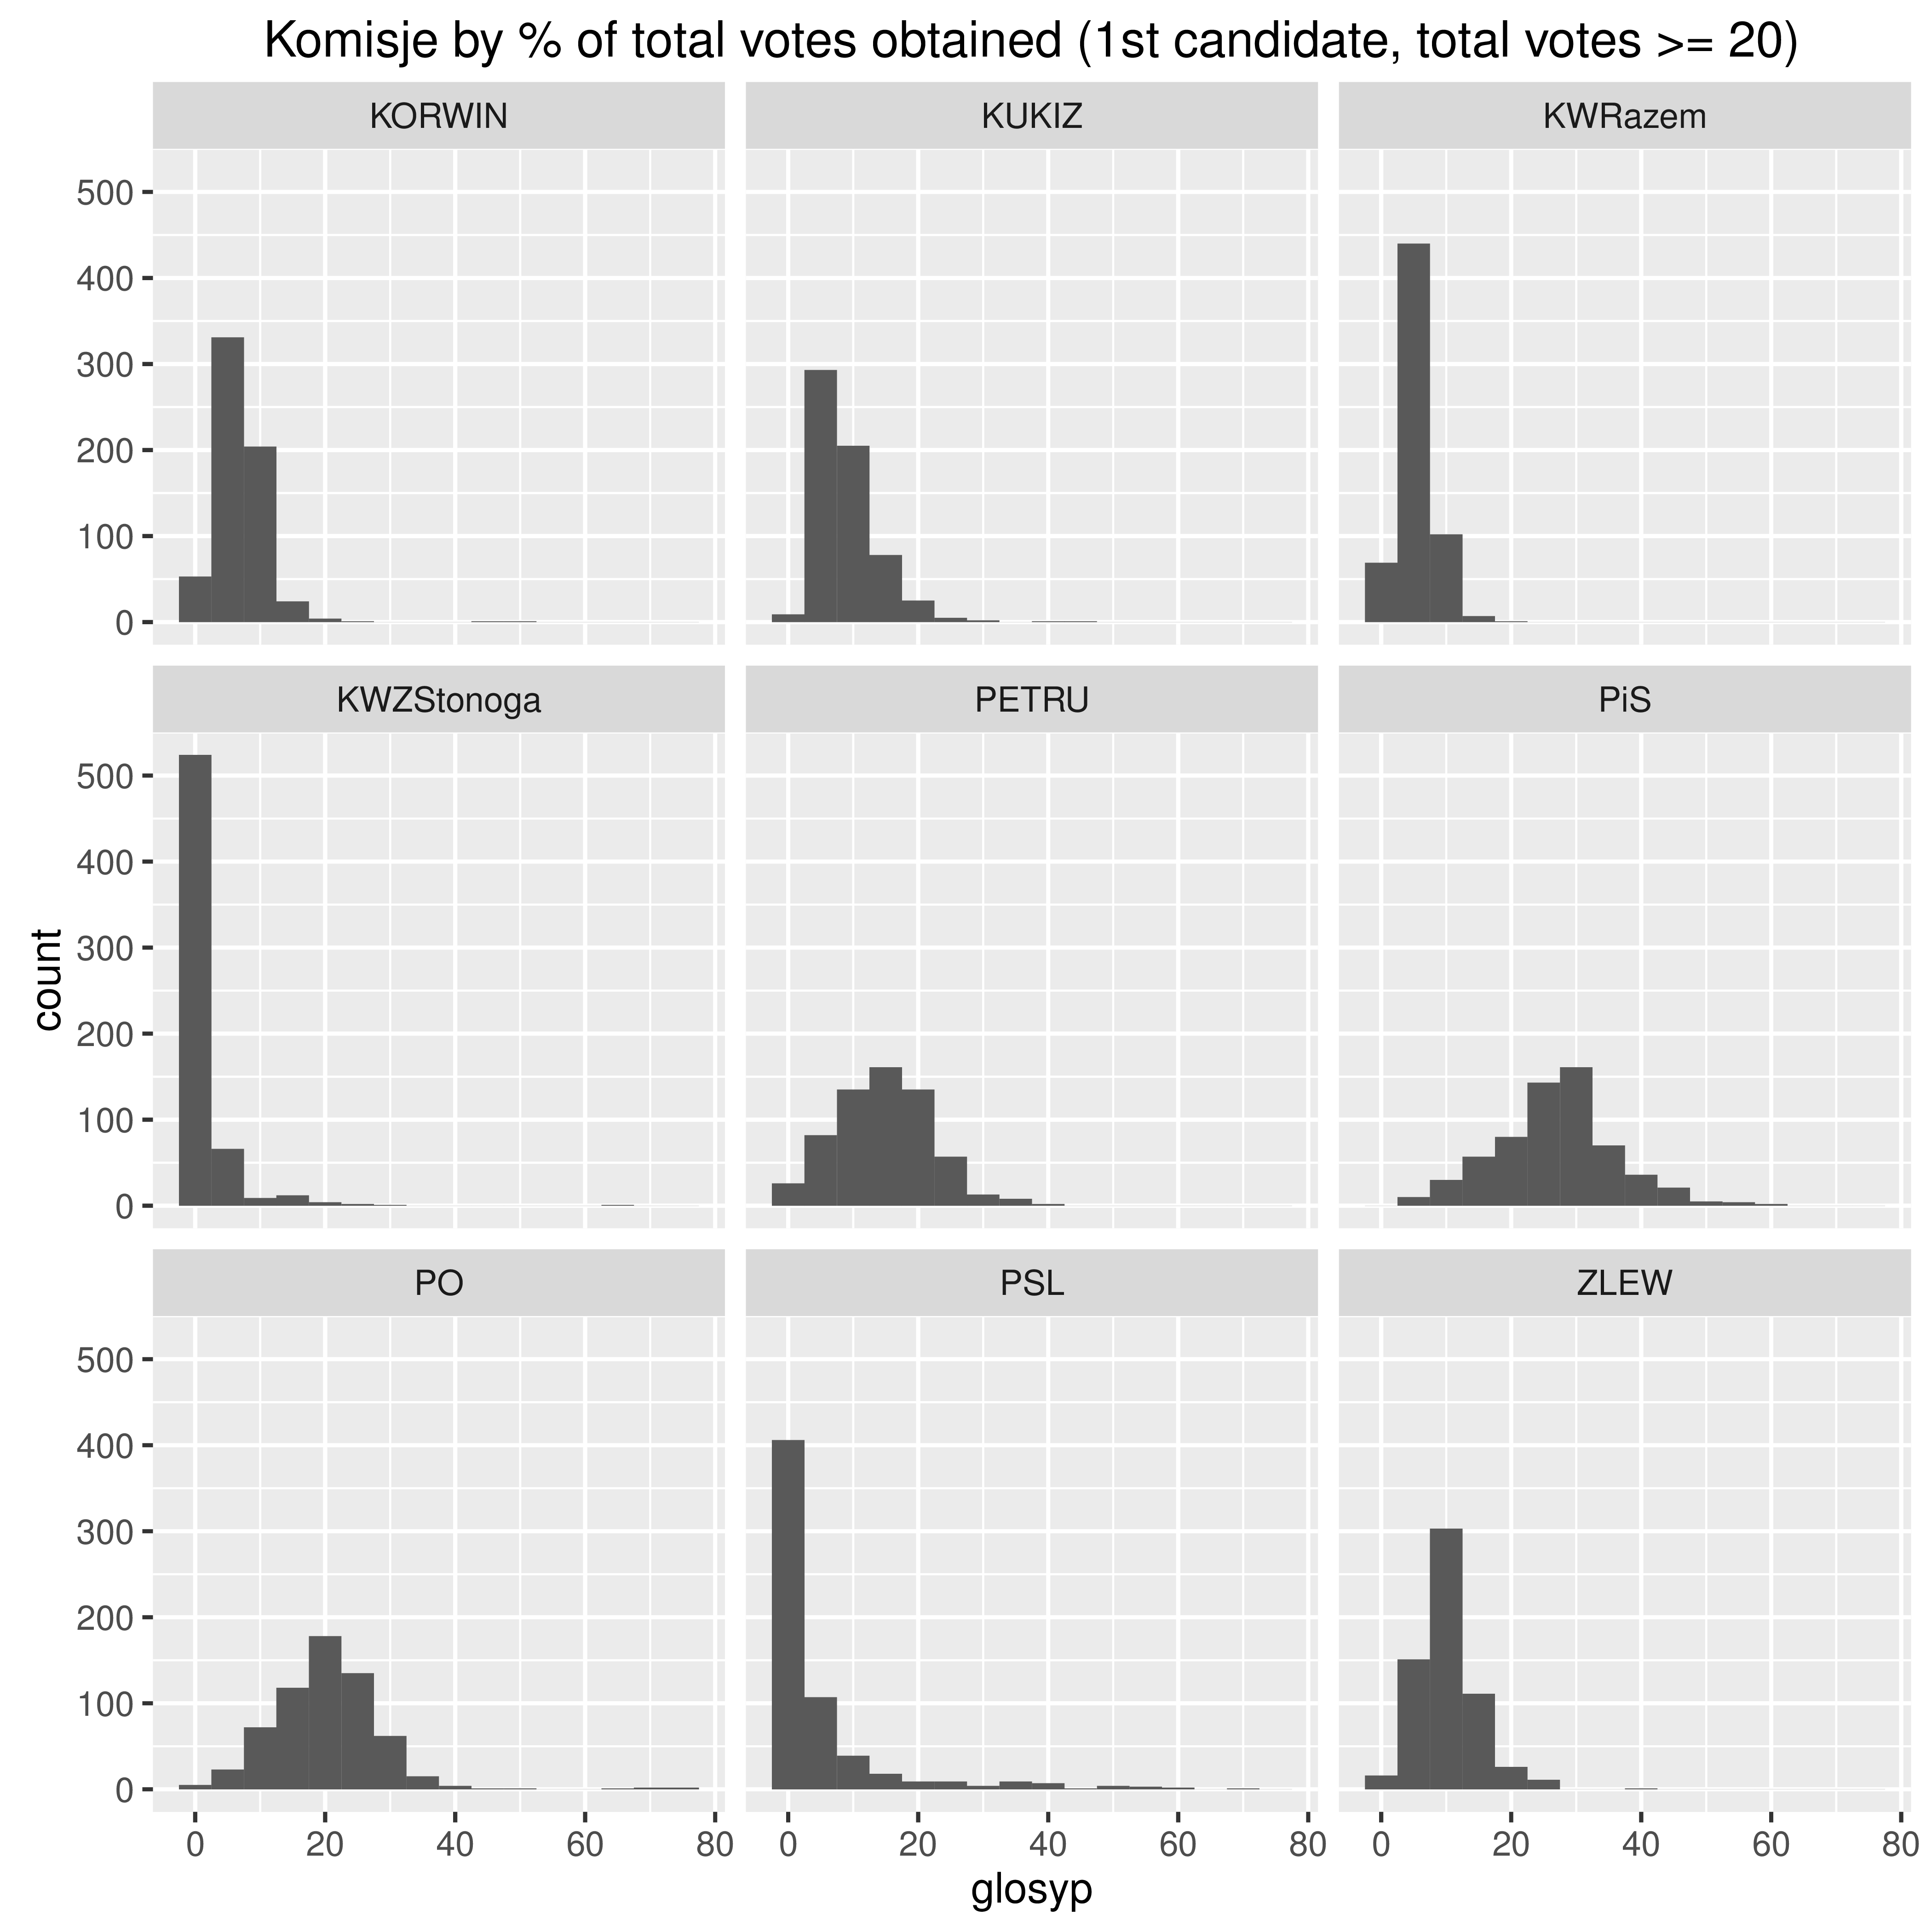 Komisje by % of total votes obtained (1st candidate, total votes >= 20)
KORWIN KUKIZ KWRazem
500
400
300
200
100
0
KWZStonoga PETRU PiS
500
400
300
200
100
0
count
PO PSL ZLEW
500
400
300
200
100
0
0 20 40 60 80 0 20 40 60 80 0 20 40 60 80
glosyp